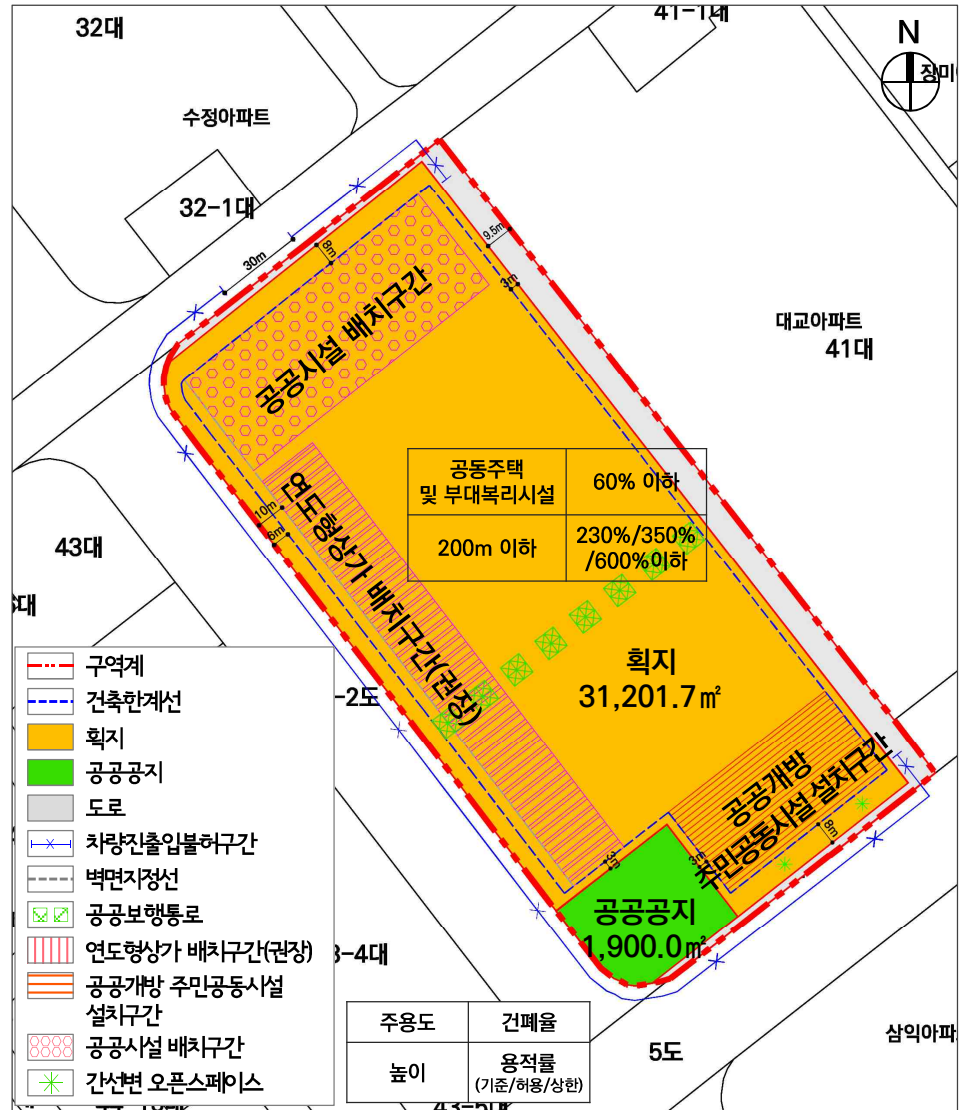 32대
41-1대
N
장미
수정아파트
32-1대
30m
8m
9.5m
3m
공공시설 배치구간
대교아파트
41대
공동주택
및 부대복리시설
60% 이하
200m 이하
230%/350%
/600%이하
10m
6m
연도형상가 배치구간(권장)
43대
획지
31,201.7㎡
-2도
공공개방
주민공동시설 설치구간
8m
3m
3m
공공공지
1,900.0㎡
3-4대
5도
삼익아파
43-5대
구역계
건축한계선
획지
공공공지
도로
차량진출입불허구간
벽면지정선
공공보행통로
연도형상가 배치구간(권장)
공공개방 주민공동시설
설치구간
공공시설 배치구간
간선변 오픈스페이스
주용도
건폐율
높이
용적률
(기준/허용/상한)